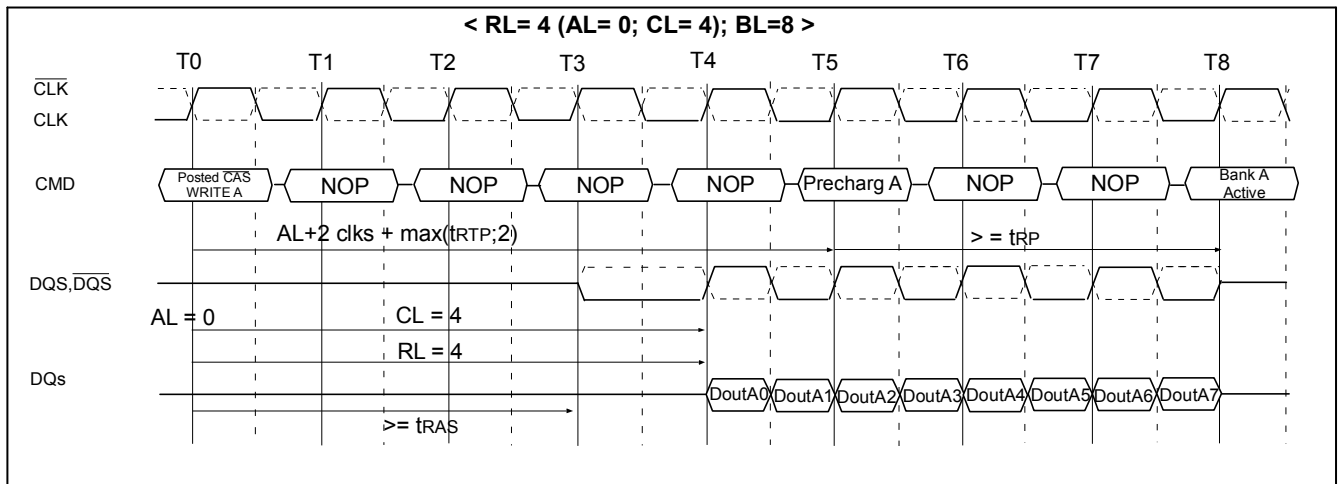 < RL= 4 (AL= 0; CL= 4); BL=8 >
T0 T1 T2 T3 T4 T5 T6 T7 T8
CLK
CLK
CMD Posted CAS WRITE A NOP NOP NOP NOP Precharg A NOP NOP Bank A Active
AL+2 clks + max(tRTP;2) > = tRP
DQS,DQS
AL = 0 CL = 4
RL = 4
DQs
DoutA0 DoutA1 DoutA2 DoutA3 DoutA4 DoutA5 DoutA6 DoutA7
>= tRAS